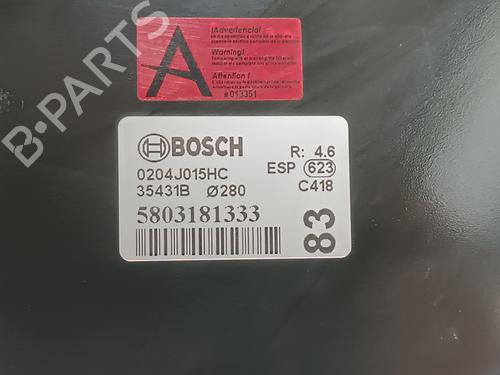 ¡Advertencia!
A
Warning!
Attention !
#013351
B-PARTS
BOSCH
R: 4.6
0204J015HC
ESP 623
35431B Ø280
C418
5803181333
83